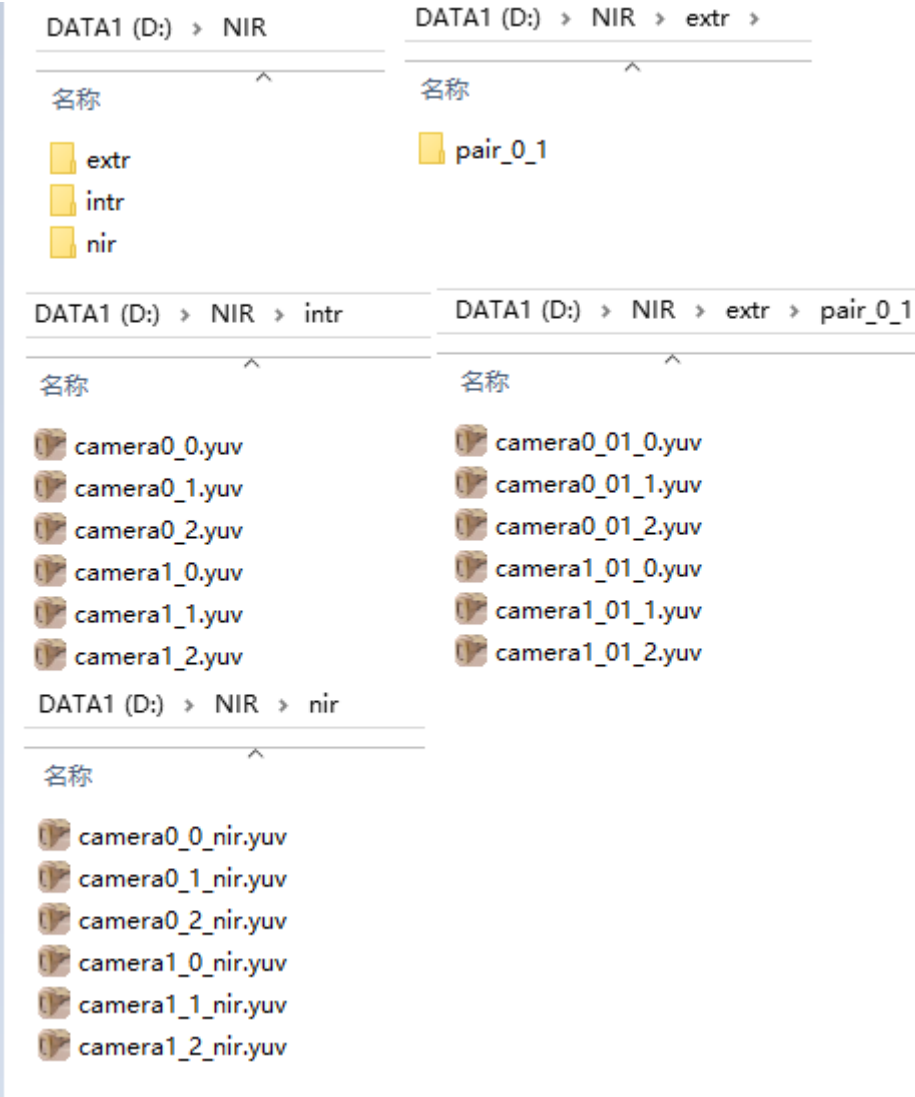 DATA1 (D:) > NIR
名称
extr
intr
nir
DATA1 (D:) > NIR > extr >
名称
pair_0_1
DATA1 (D:) > NIR > intr
名称
camera0_0.yuv
camera0_1.yuv
camera0_2.yuv
camera1_0.yuv
camera1_1.yuv
camera1_2.yuv
DATA1 (D:) > NIR > extr > pair_0_1
名称
camera0_01_0.yuv
camera0_01_1.yuv
camera0_01_2.yuv
camera1_01_0.yuv
camera1_01_1.yuv
camera1_01_2.yuv
DATA1 (D:) > NIR > nir
名称
camera0_0_nir.yuv
camera0_1_nir.yuv
camera0_2_nir.yuv
camera1_0_nir.yuv
camera1_1_nir.yuv
camera1_2_nir.yuv